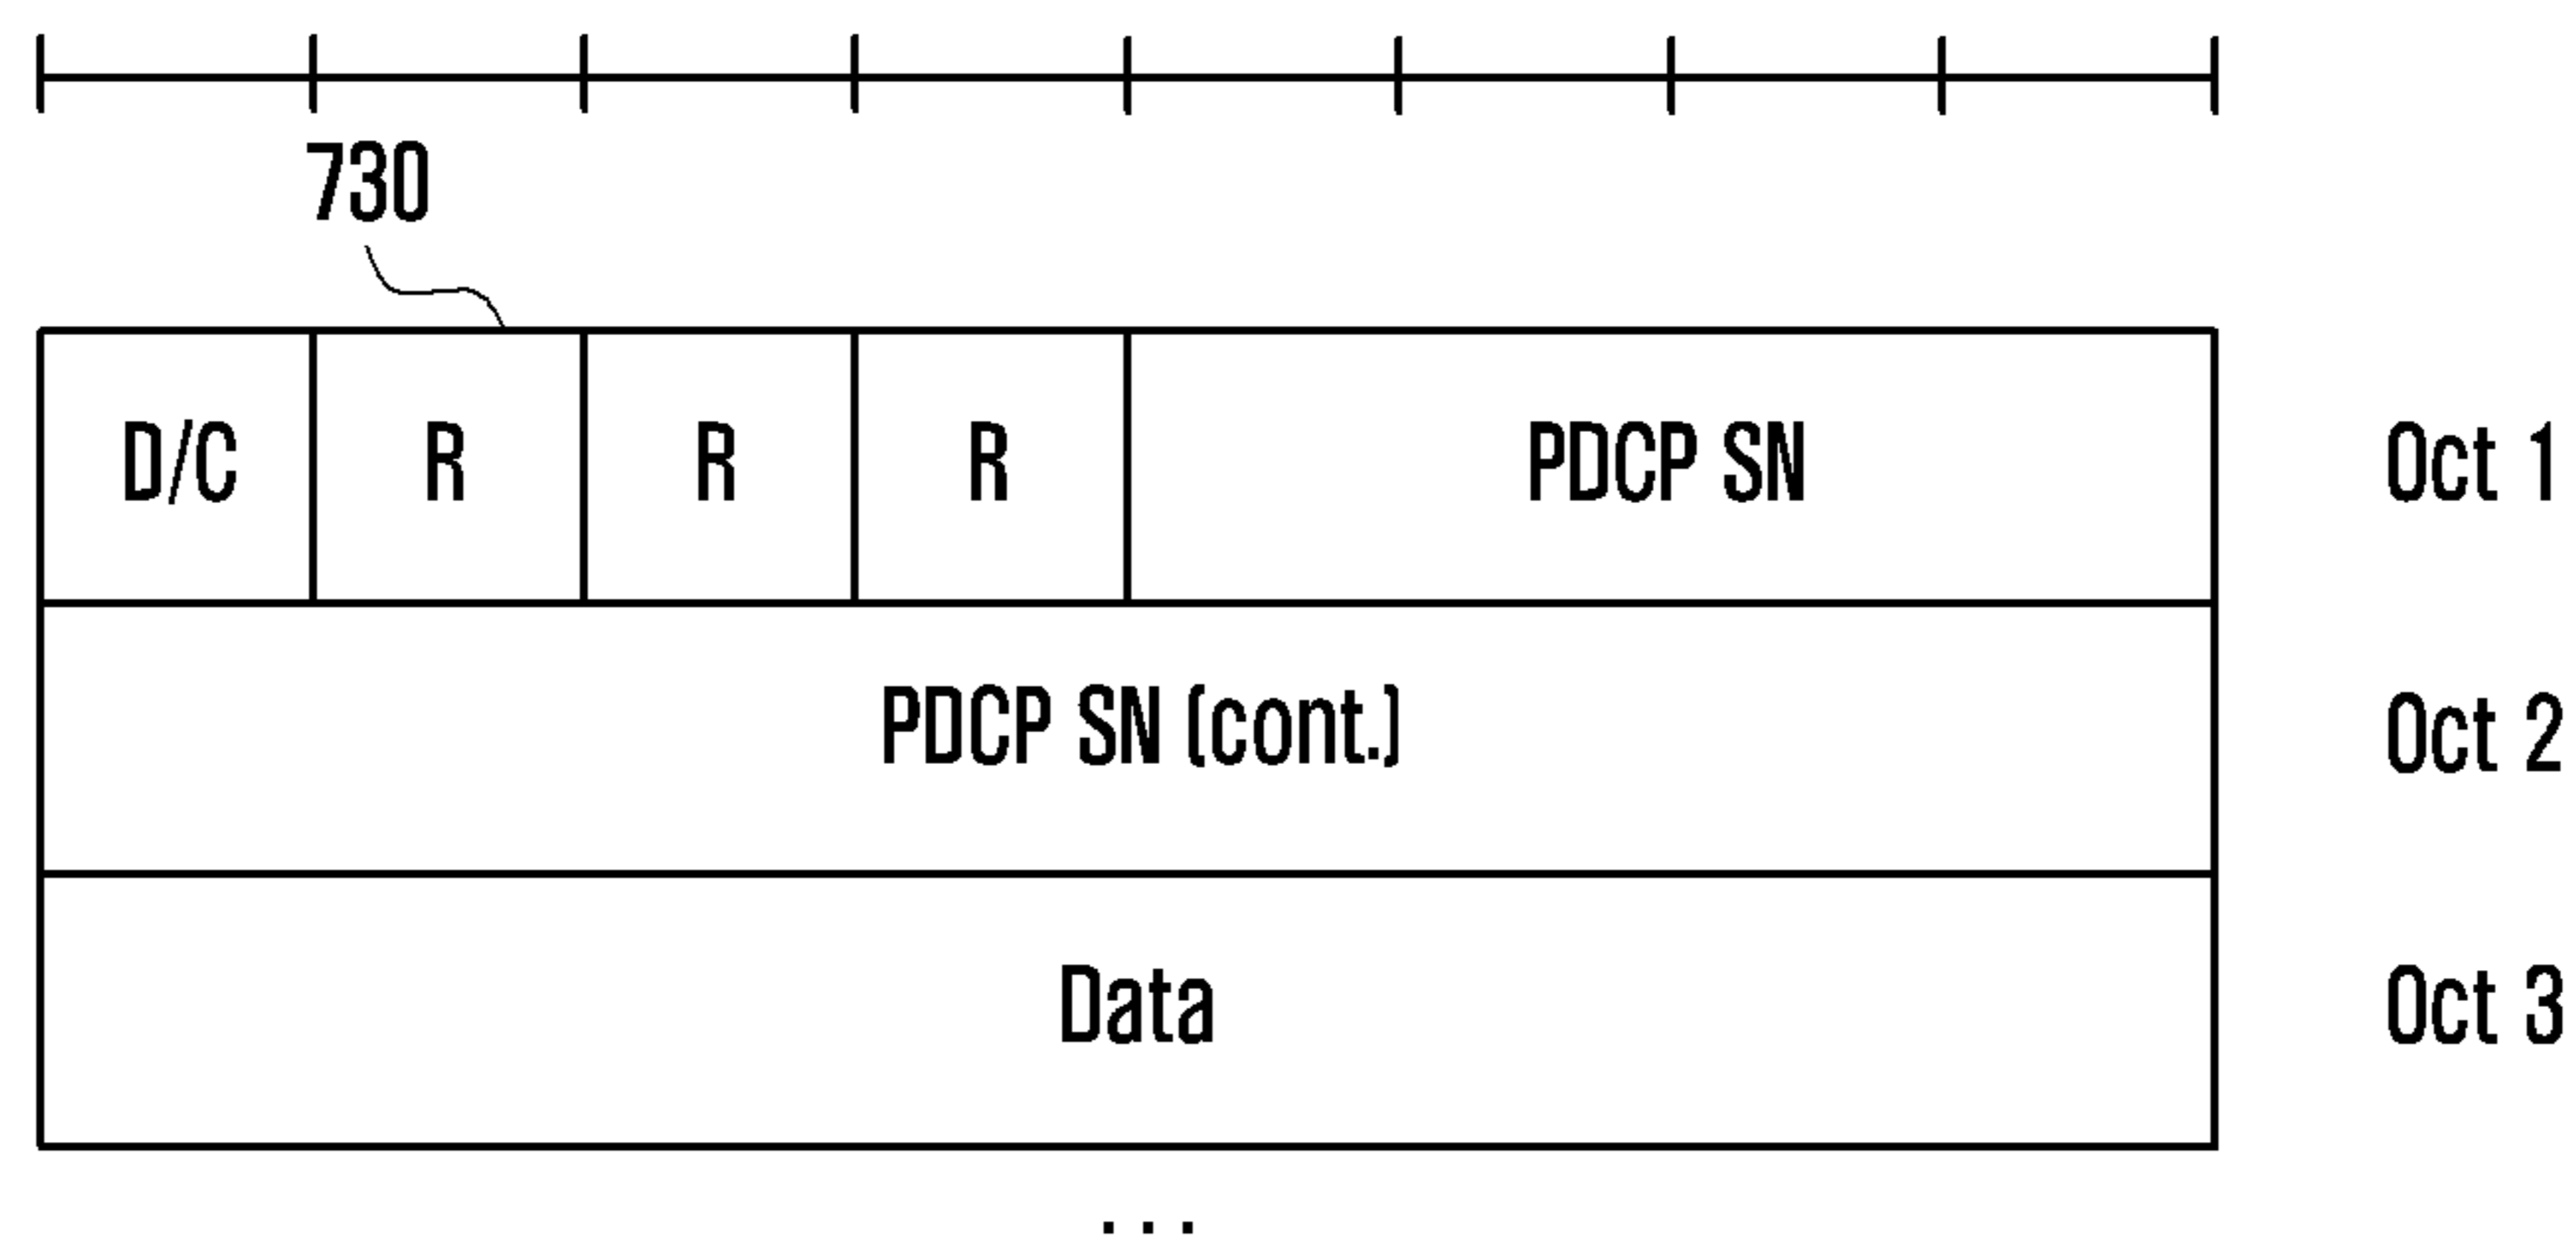 730
D/C R R R PDCP SN Oct 1
PDCP SN (cont.) Oct 2
Data Oct 3
...